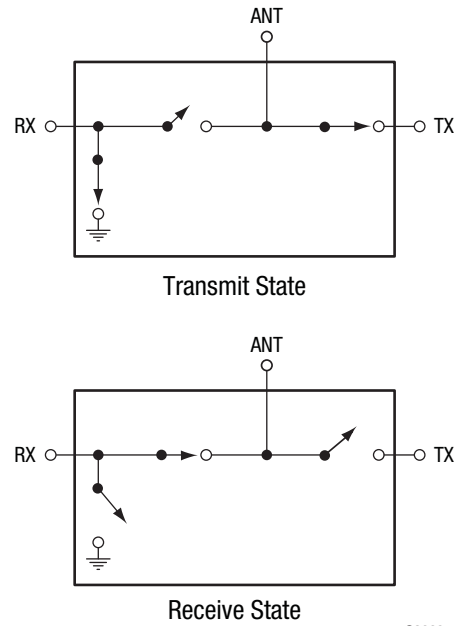 ANT
RX
TX
Transmit State
ANT
RX
TX
Receive State